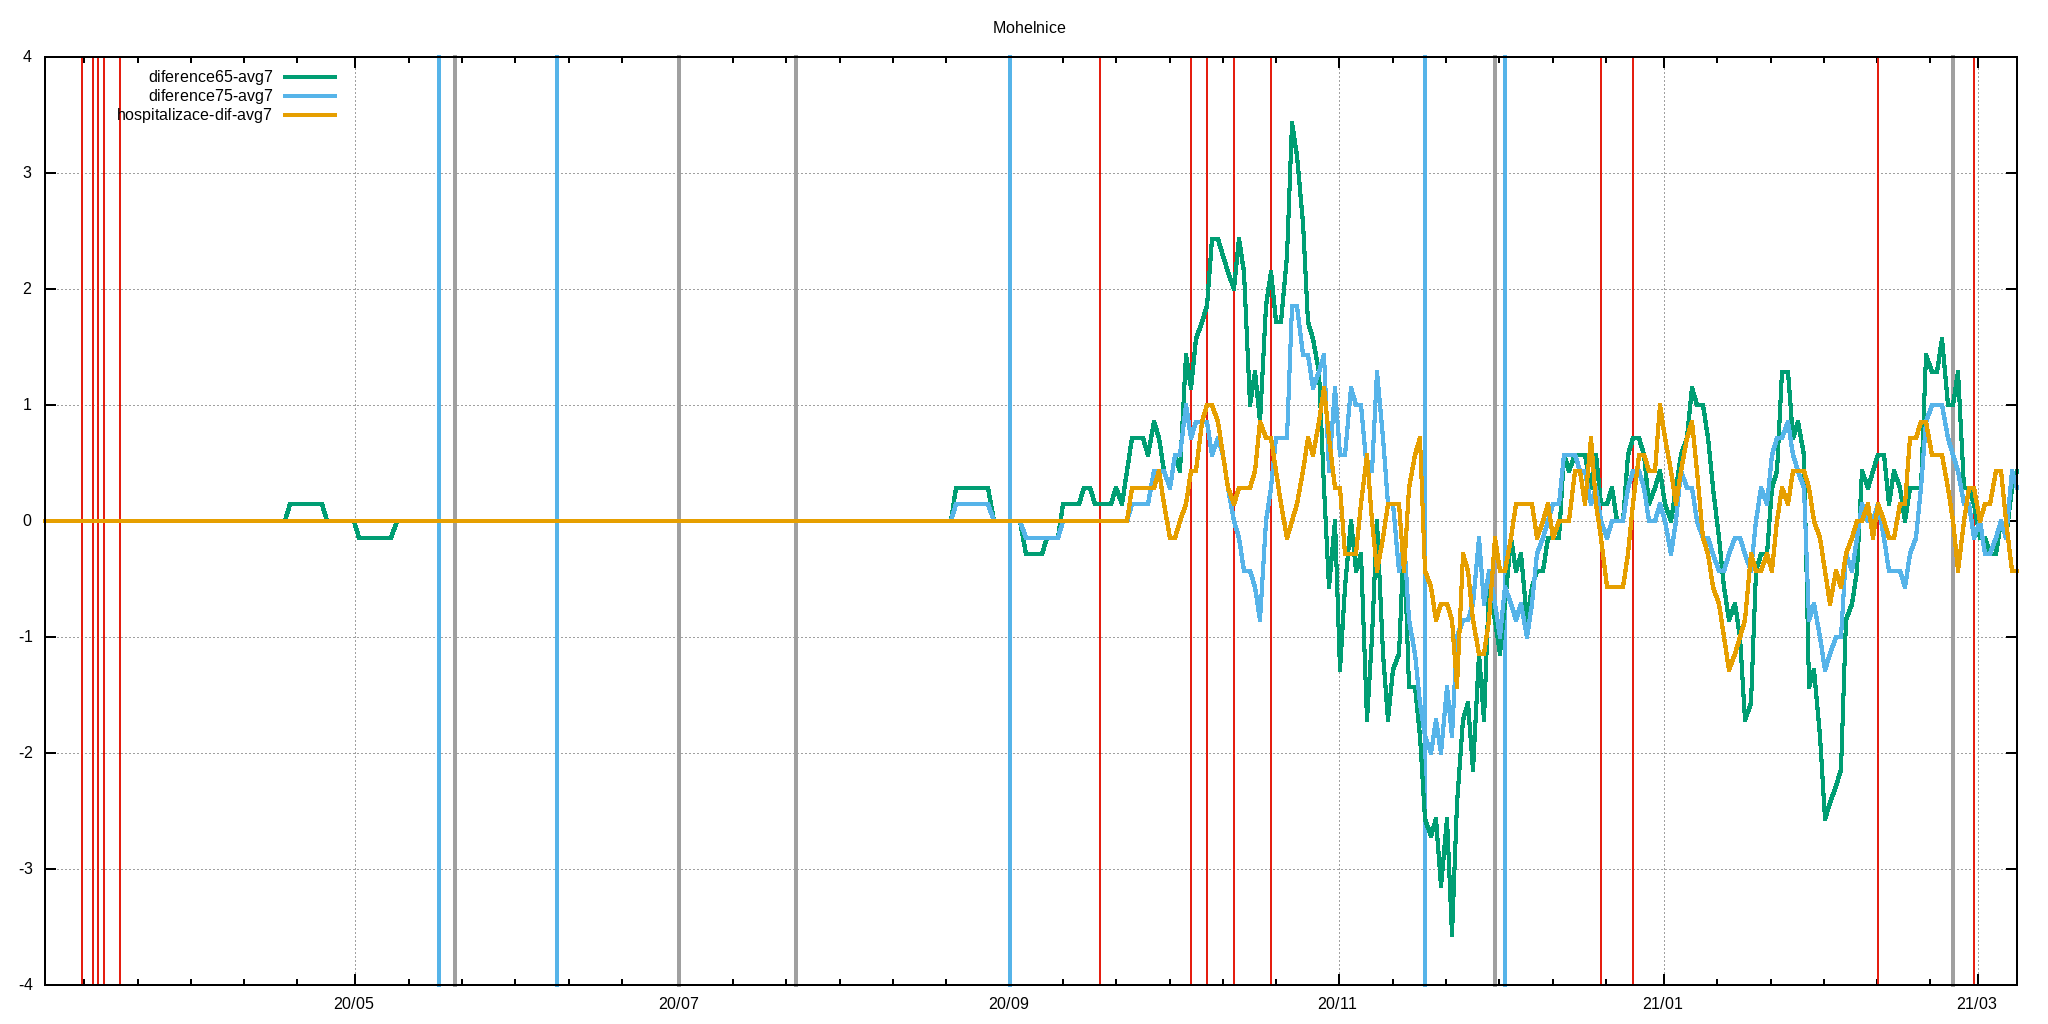 Mohelnice
4
diference65-avg7
diference75-avg7
hospitalizace-dif-avg7
3
2
1
0
-1
-2
-3
-4
20/05 20/07 20/09 20/11 21/01 21/03